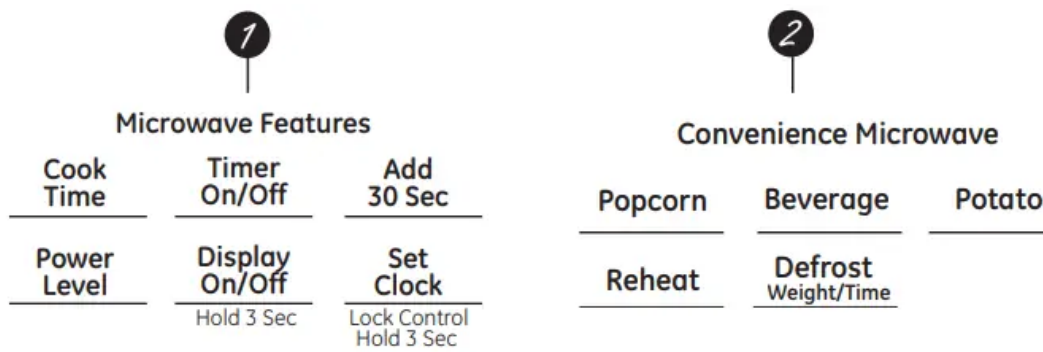 1
Microwave Features
Cook
Time
Timer
On/Off
Add
30 Sec
Power
Level
Display
On/Off
Hold 3 Sec
Set
Clock
Lock Control
Hold 3 Sec
2
Convenience Microwave
Popcorn
Beverage
Potato
Reheat
Defrost
Weight/Time